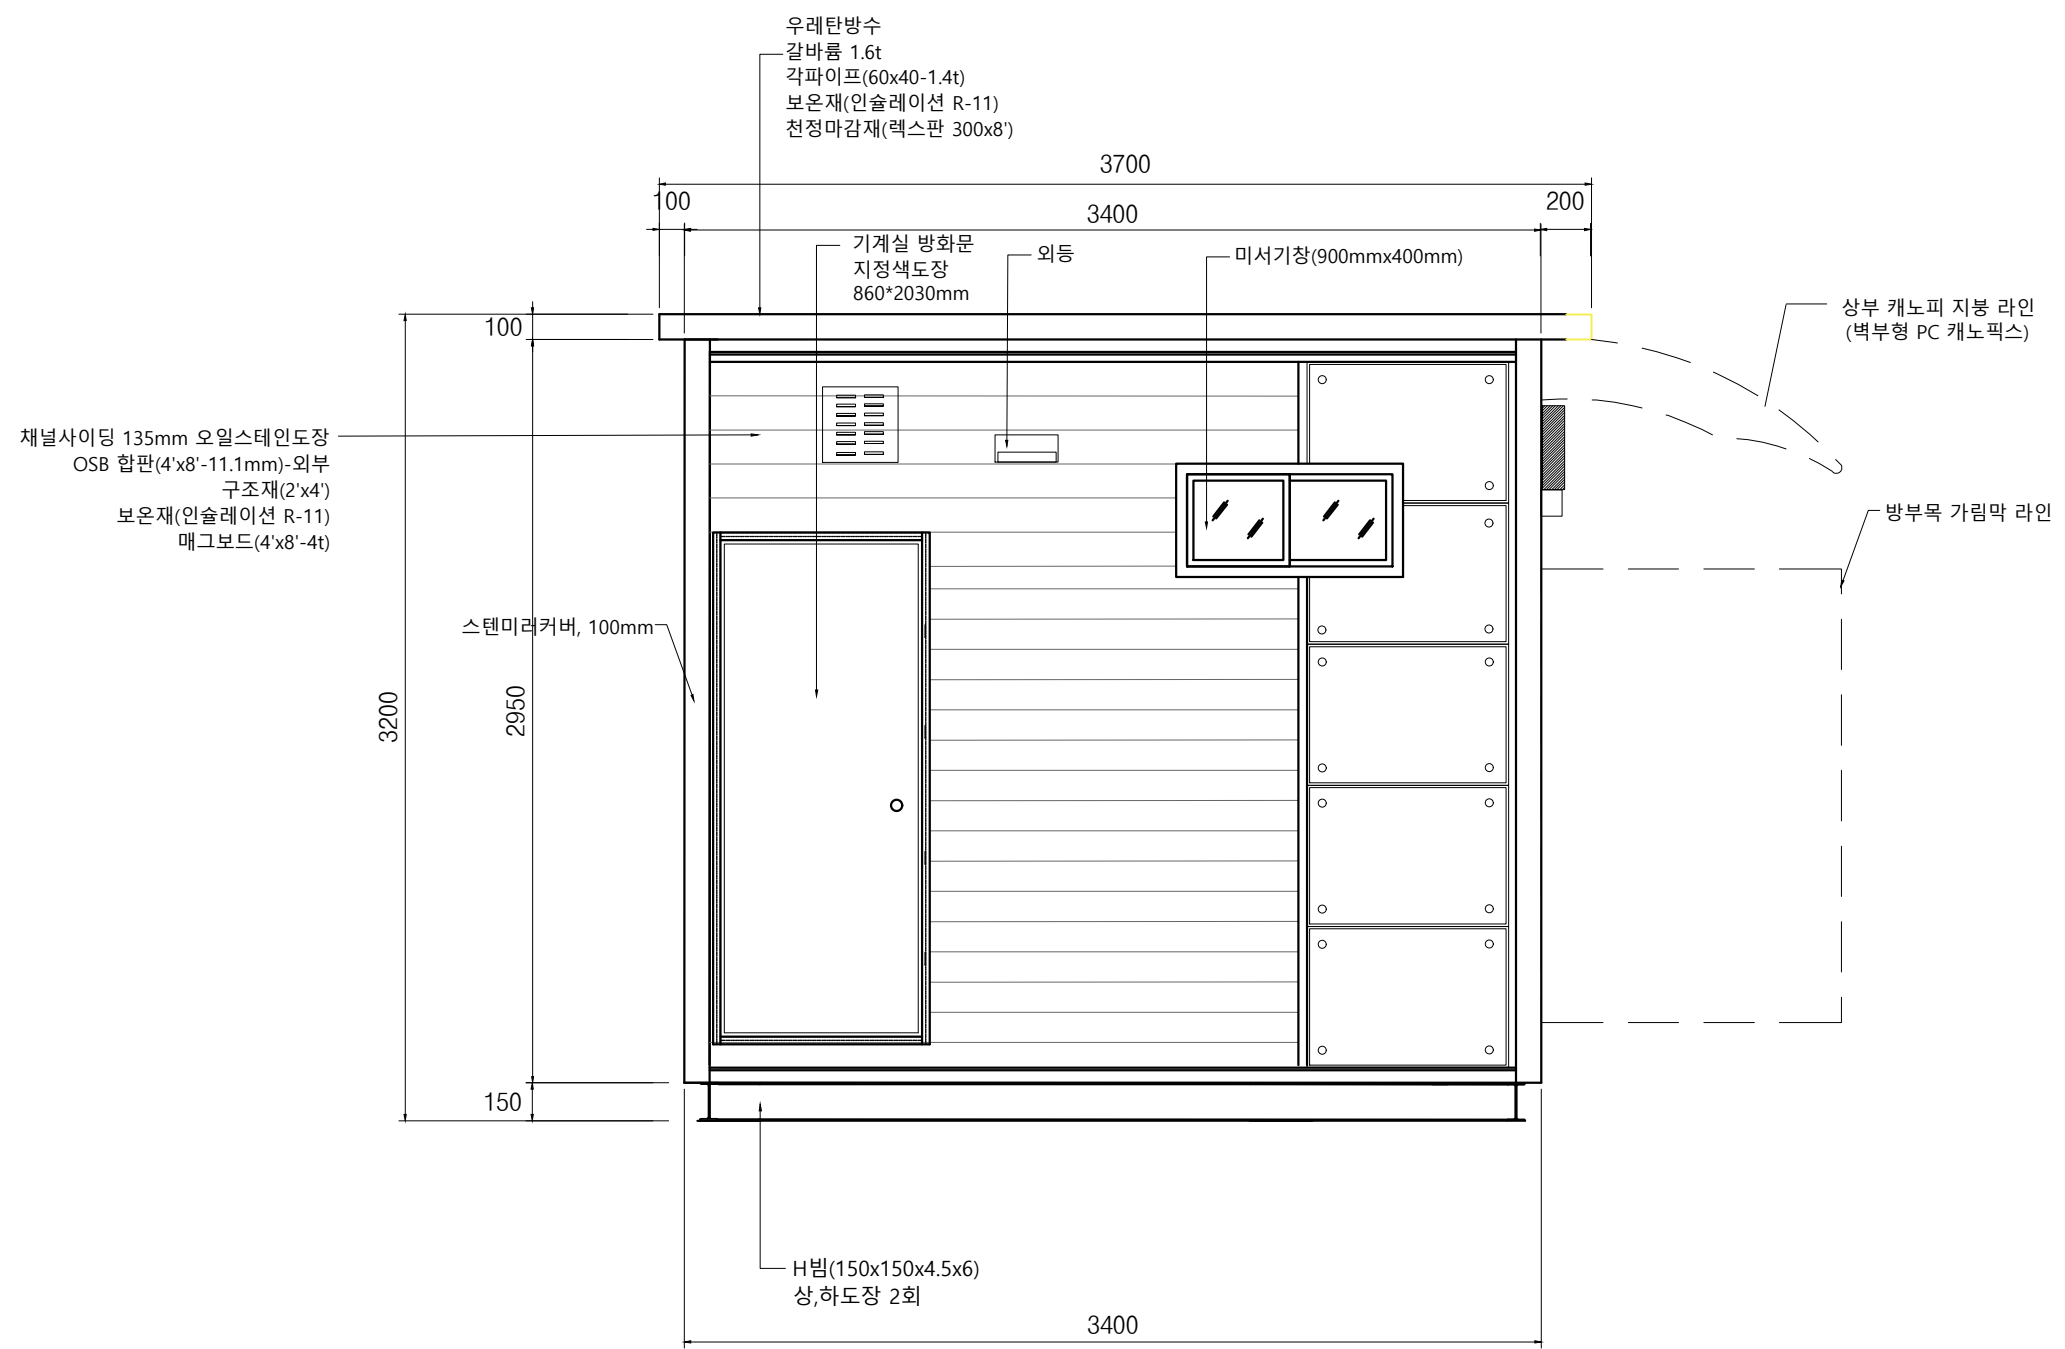 우레탄방수
갈바륨 1.6t
각파이프(60x40-1.4t)
보온재(인슐레이션 R-11)
천정마감재(렉스판 300x8')
3700
100
3400
200
기계실 방화문
지정색도장
860*2030mm
외등
미서기창(900mmx400mm)
상부 캐노피 지붕 라인
(벽부형 PC 캐노픽스)
100
채널사이딩 135mm 오일스테인도장
OSB 합판(4'x8'-11.1mm)-외부
구조재(2'x4')
보온재(인슐레이션 R-11)
매그보드(4'x8'-4t)
방부목 가림막 라인
스텐미러커버, 100mm
3200
2950
150
H빔(150x150x4.5x6)
상,하도장 2회
3400